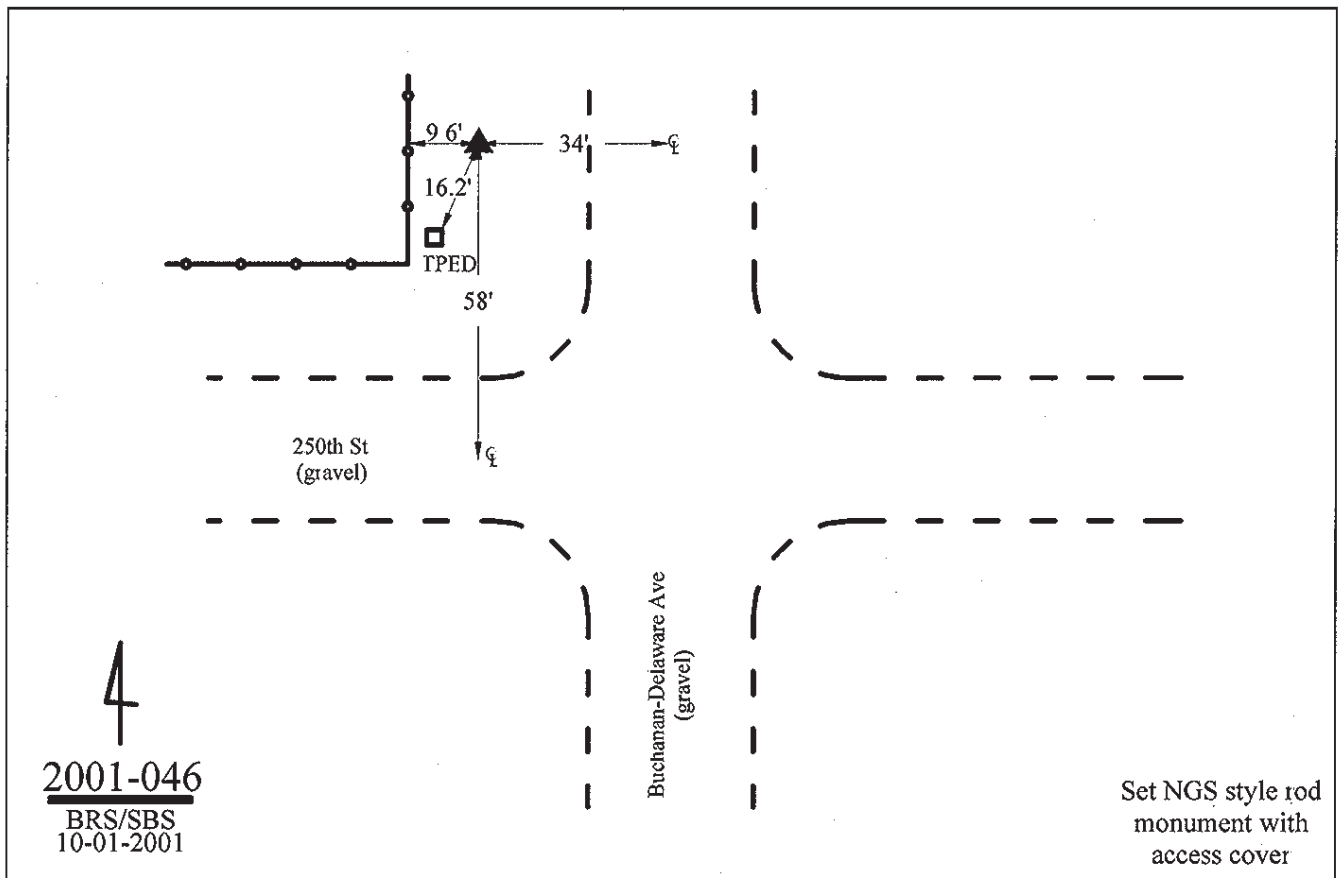 9 6'
34'
℄
16.2'
TPED
58'
℄
250th St
(gravel)
Buchanan-Delaware Ave
(gravel)
2001-046
BRS/SBS
10-01-2001
Set NGS style rod
monument with
access cover